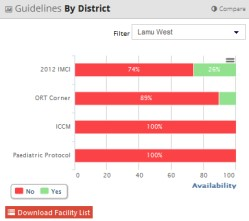 Guidelines By District
Compare
Filter
Lamu West
2012 IMCI
74%
26%
ORT Corner
89%
ICCM
100%
Paediatric Protocol
100%
0 20 40 60 80 100
Availability
No Yes
Download Facility List